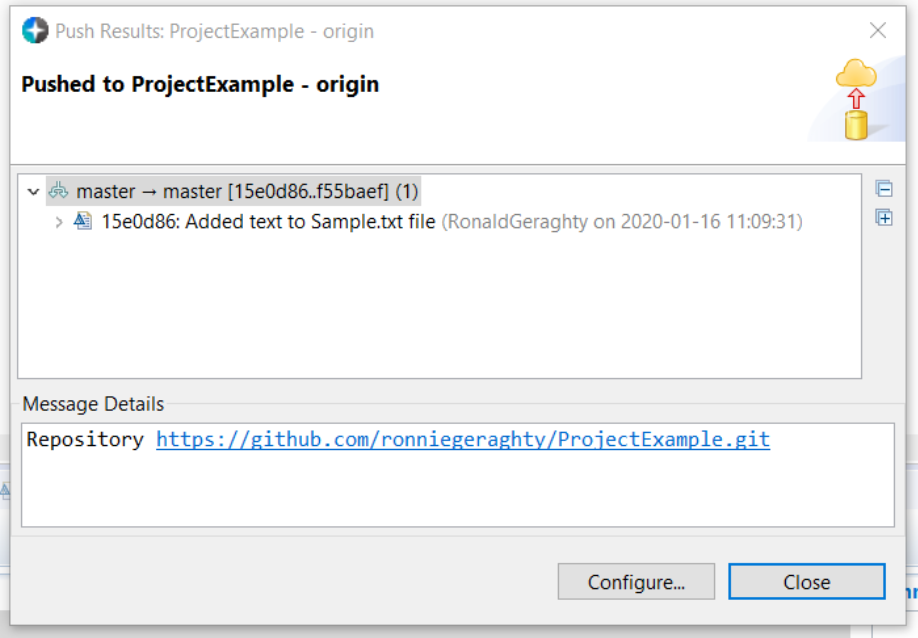 Push Results: ProjectExample - origin
Pushed to ProjectExample - origin
master → master [15e0d86..f55baef] (1)
15e0d86: Added text to Sample.txt file (RonaldGeraghty on 2020-01-16 11:09:31)
Message Details
Repository https://github.com/ronniegeraghty/ProjectExample.git
Configure...
Close